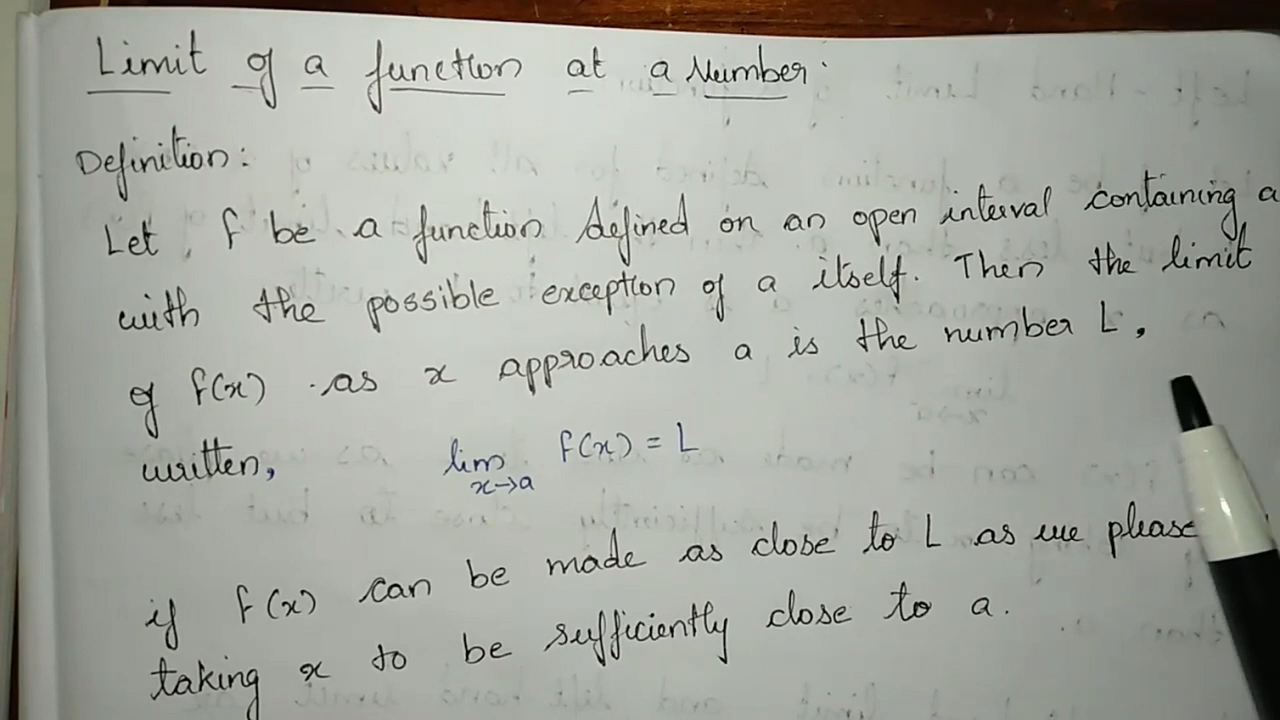 Limit of a function at a Number.
Definition:
Let f be a function defined on an open interval containing a
with the possible exception of a itself. Then the limit
of f(x) as x approaches a is the number L,
written, lim f(x) = L
x→a
if f(x) can be made as close to L as we please
taking x to be sufficiently close to a.